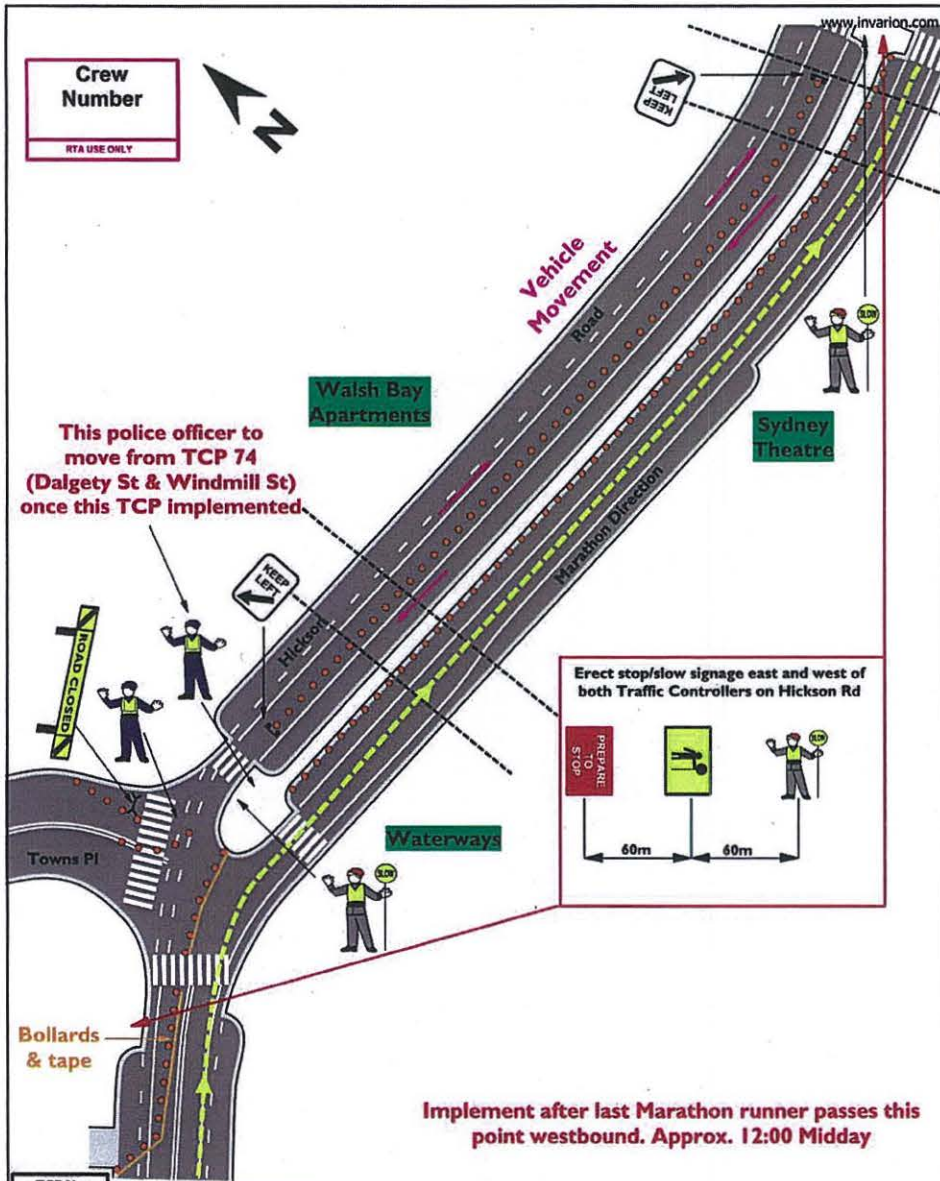 www.invarion.com
Crew
Number
RTA USE ONLY
N
KEEP
LEFT
Vehicle
Movement
Road
Walsh Bay
Apartments
SLOW
Sydney
Theatre
This police officer to
move from TCP 74
(Dalgety St & Windmill St)
once this TCP implemented
Marathon Direction
KEEP
LEFT
Hickson
ROAD CLOSED
Erect stop/slow signage east and west of
both Traffic Controllers on Hickson Rd
PREPARE
TO
STOP
SLOW
60m
60m
Towns Pl
Waterways
SLOW
Bollards
& tape
Implement after last Marathon runner passes this
point westbound. Approx. 12:00 Midday